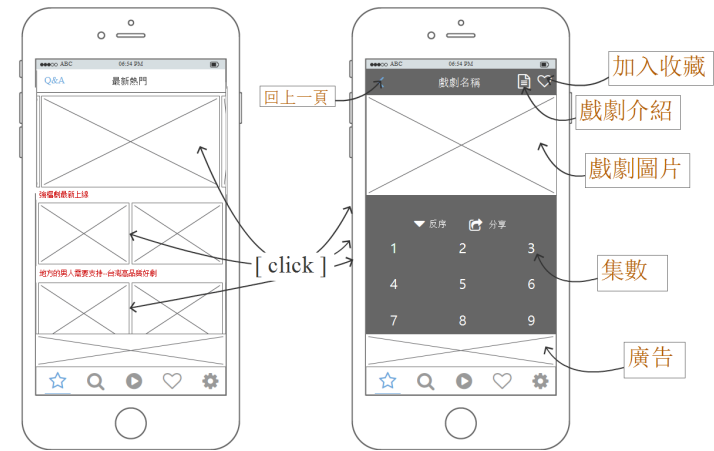 ABC 06:54 PM
Q&A 最新熱門
強檔劇最新上線
地方的男人需要支持-台灣高品質好劇
[ click ]
ABC 06:54 PM
戲劇名稱
反序 分享
1 2 3
4 5 6
7 8 9
回上一頁
加入收藏
戲劇介紹
戲劇圖片
集數
廣告